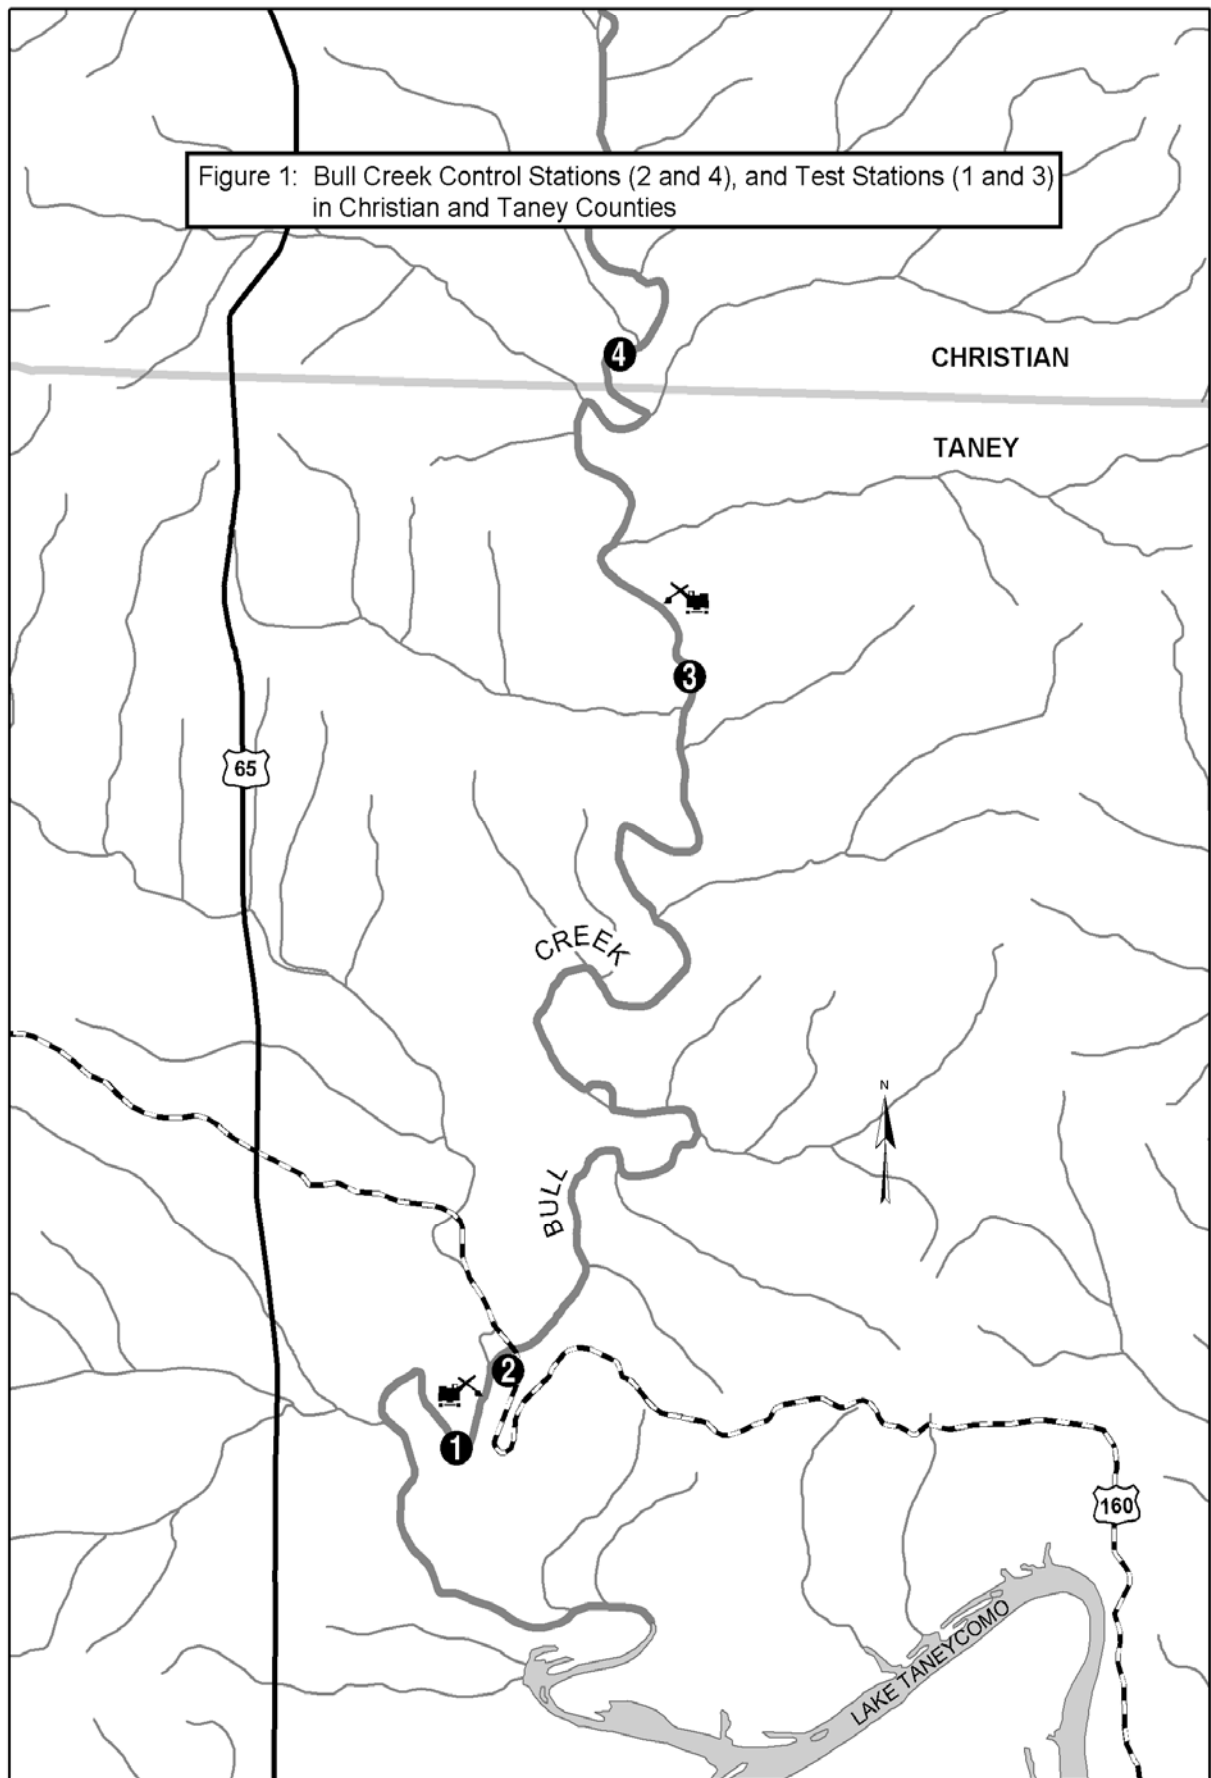 Figure 1: Bull Creek Control Stations (2 and 4), and Test Stations (1 and 3)
in Christian and Taney Counties
4
CHRISTIAN
TANEY
3
65
CREEK
N
BULL
2
1
160
LAKE TANEYCOMO